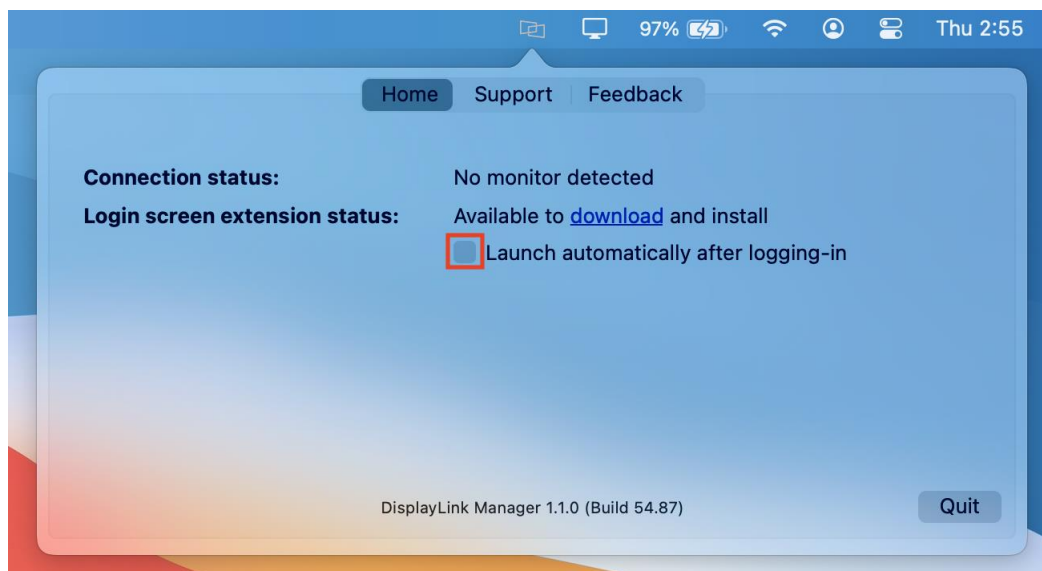 97% Thu 2:55
Home Support Feedback
Connection status: No monitor detected
Login screen extension status: Available to download and install
Launch automatically after logging-in
DisplayLink Manager 1.1.0 (Build 54.87)
Quit